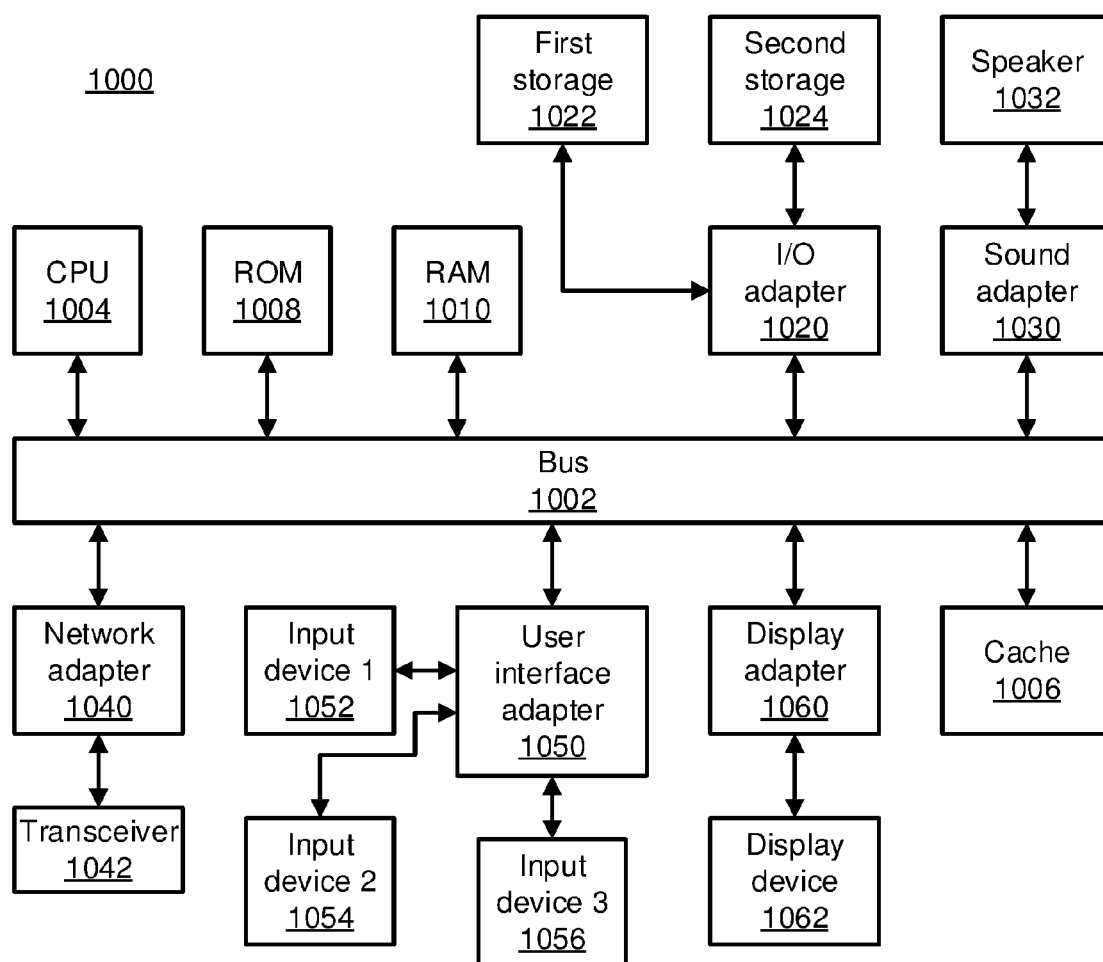 1000
First
storage
1022
Second
storage
1024
Speaker
1032
CPU
1004
ROM
1008
RAM
1010
I/O
adapter
1020
Sound
adapter
1030
Bus
1002
Network
adapter
1040
Input
device 1
1052
User
interface
adapter
1050
Display
adapter
1060
Cache
1006
Transceiver
1042
Input
device 2
1054
Input
device 3
1056
Display
device
1062